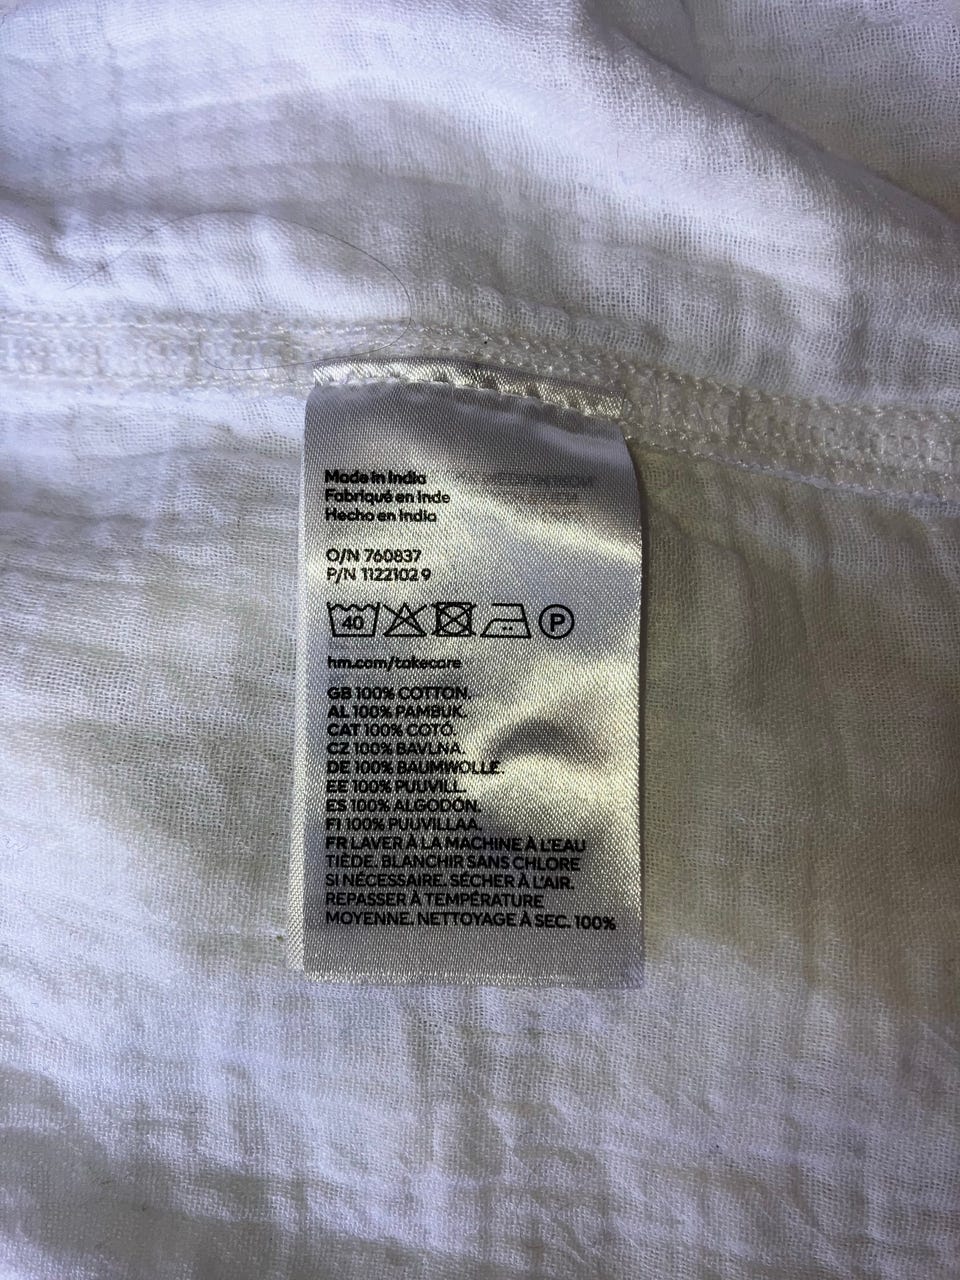 Made in India
Fabriqué en Inde
Hecho en India
O/N 760837
P/N 1122102 9
40 P
hm.com/takecare
GB 100% COTTON.
AL 100% PAMBUK.
CAT 100% COTÓ.
CZ 100% BAVLNA.
DE 100% BAUMWOLLE.
EE 100% PUUVILL.
ES 100% ALGODÓN.
FI 100% PUUVILLAA.
FR LAVER À LA MACHINE À L'EAU
TIÈDE. BLANCHIR SANS CHLORE
SI NÉCESSAIRE. SÉCHER À L'AIR.
REPASSER À TEMPÉRATURE
MOYENNE. NETTOYAGE À SEC. 100%